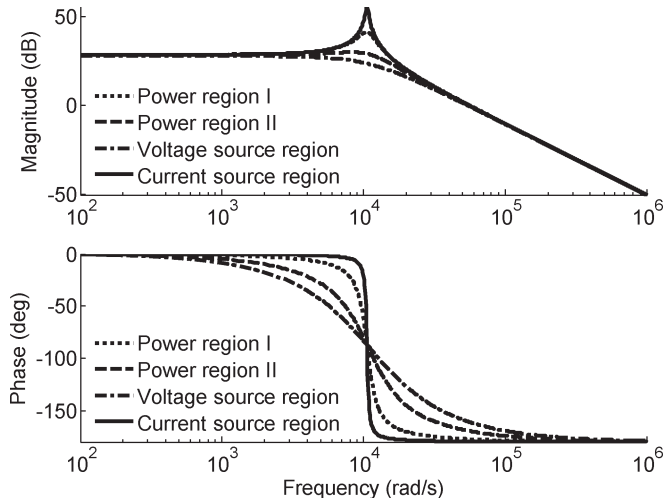 Magnitude (dB)
50
0
-50
Power region I
Power region II
Voltage source region
Current source region
10^2 10^3 10^4 10^5 10^6
Phase (deg)
0
-50
-100
-150
Power region I
Power region II
Voltage source region
Current source region
10^2 10^3 10^4 10^5 10^6
Frequency (rad/s)